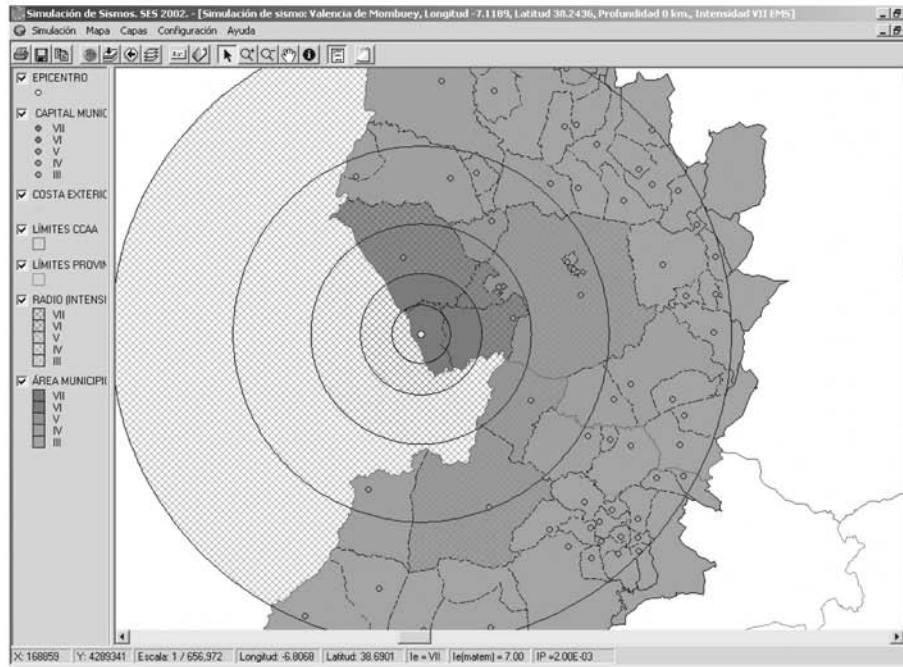 Simulación de Sismos. SES 2002. - [Simulación de sismo: Valencia de Mombuey, Longitud -7.1189, Latitud 38.2436, Profundidad 0 km., Intensidad VII EMS]
Simulación Mapa Capas Configuración Ayuda
EPICENTRO
CAPITAL MUNIC
VII
VI
V
IV
III
COSTA EXTERIO
LÍMITES CCAA
LÍMITES PROVIN
RADIO (INTENSI
VII
VI
V
IV
III
ÁREA MUNICIPIO
VII
VI
V
IV
III
X: 168859 Y: 4289341 Escala: 1 / 656,972 Longitud: -6.8068 Latitud: 38.6901 Ie = VII Ie(matem) = 7.00 IP =2.00E-03